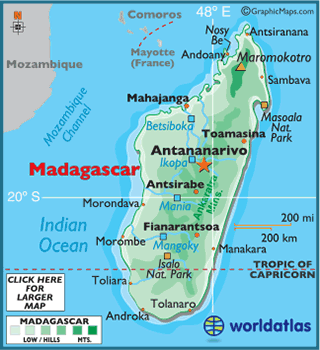 48° E
©GraphicMaps.com
Comoros
Nosy
Be
Antsiranana
Andoany
Mayotte
(France)
Maromokotro
Mozambique
Sambava
Mozambique
Channel
Mahajanga
Masoala
Nat.
Park
Betsiboka
Toamasina
Antananarivo
Ikopa
Madagascar
Antsirabe
Ankaratra
Mtns.
20° S
Mania
Morondava
200 mi
200 km
Indian
Ocean
Fianarantsoa
Morombe
Mangoky
Manakara
Isalo
Nat. Park
TROPIC OF
CAPRICORN
CLICK HERE
FOR
LARGER
MAP
Toliara
MADAGASCAR
LOW / HILLS MTS.
Androka
Tolanaro
worldatlas